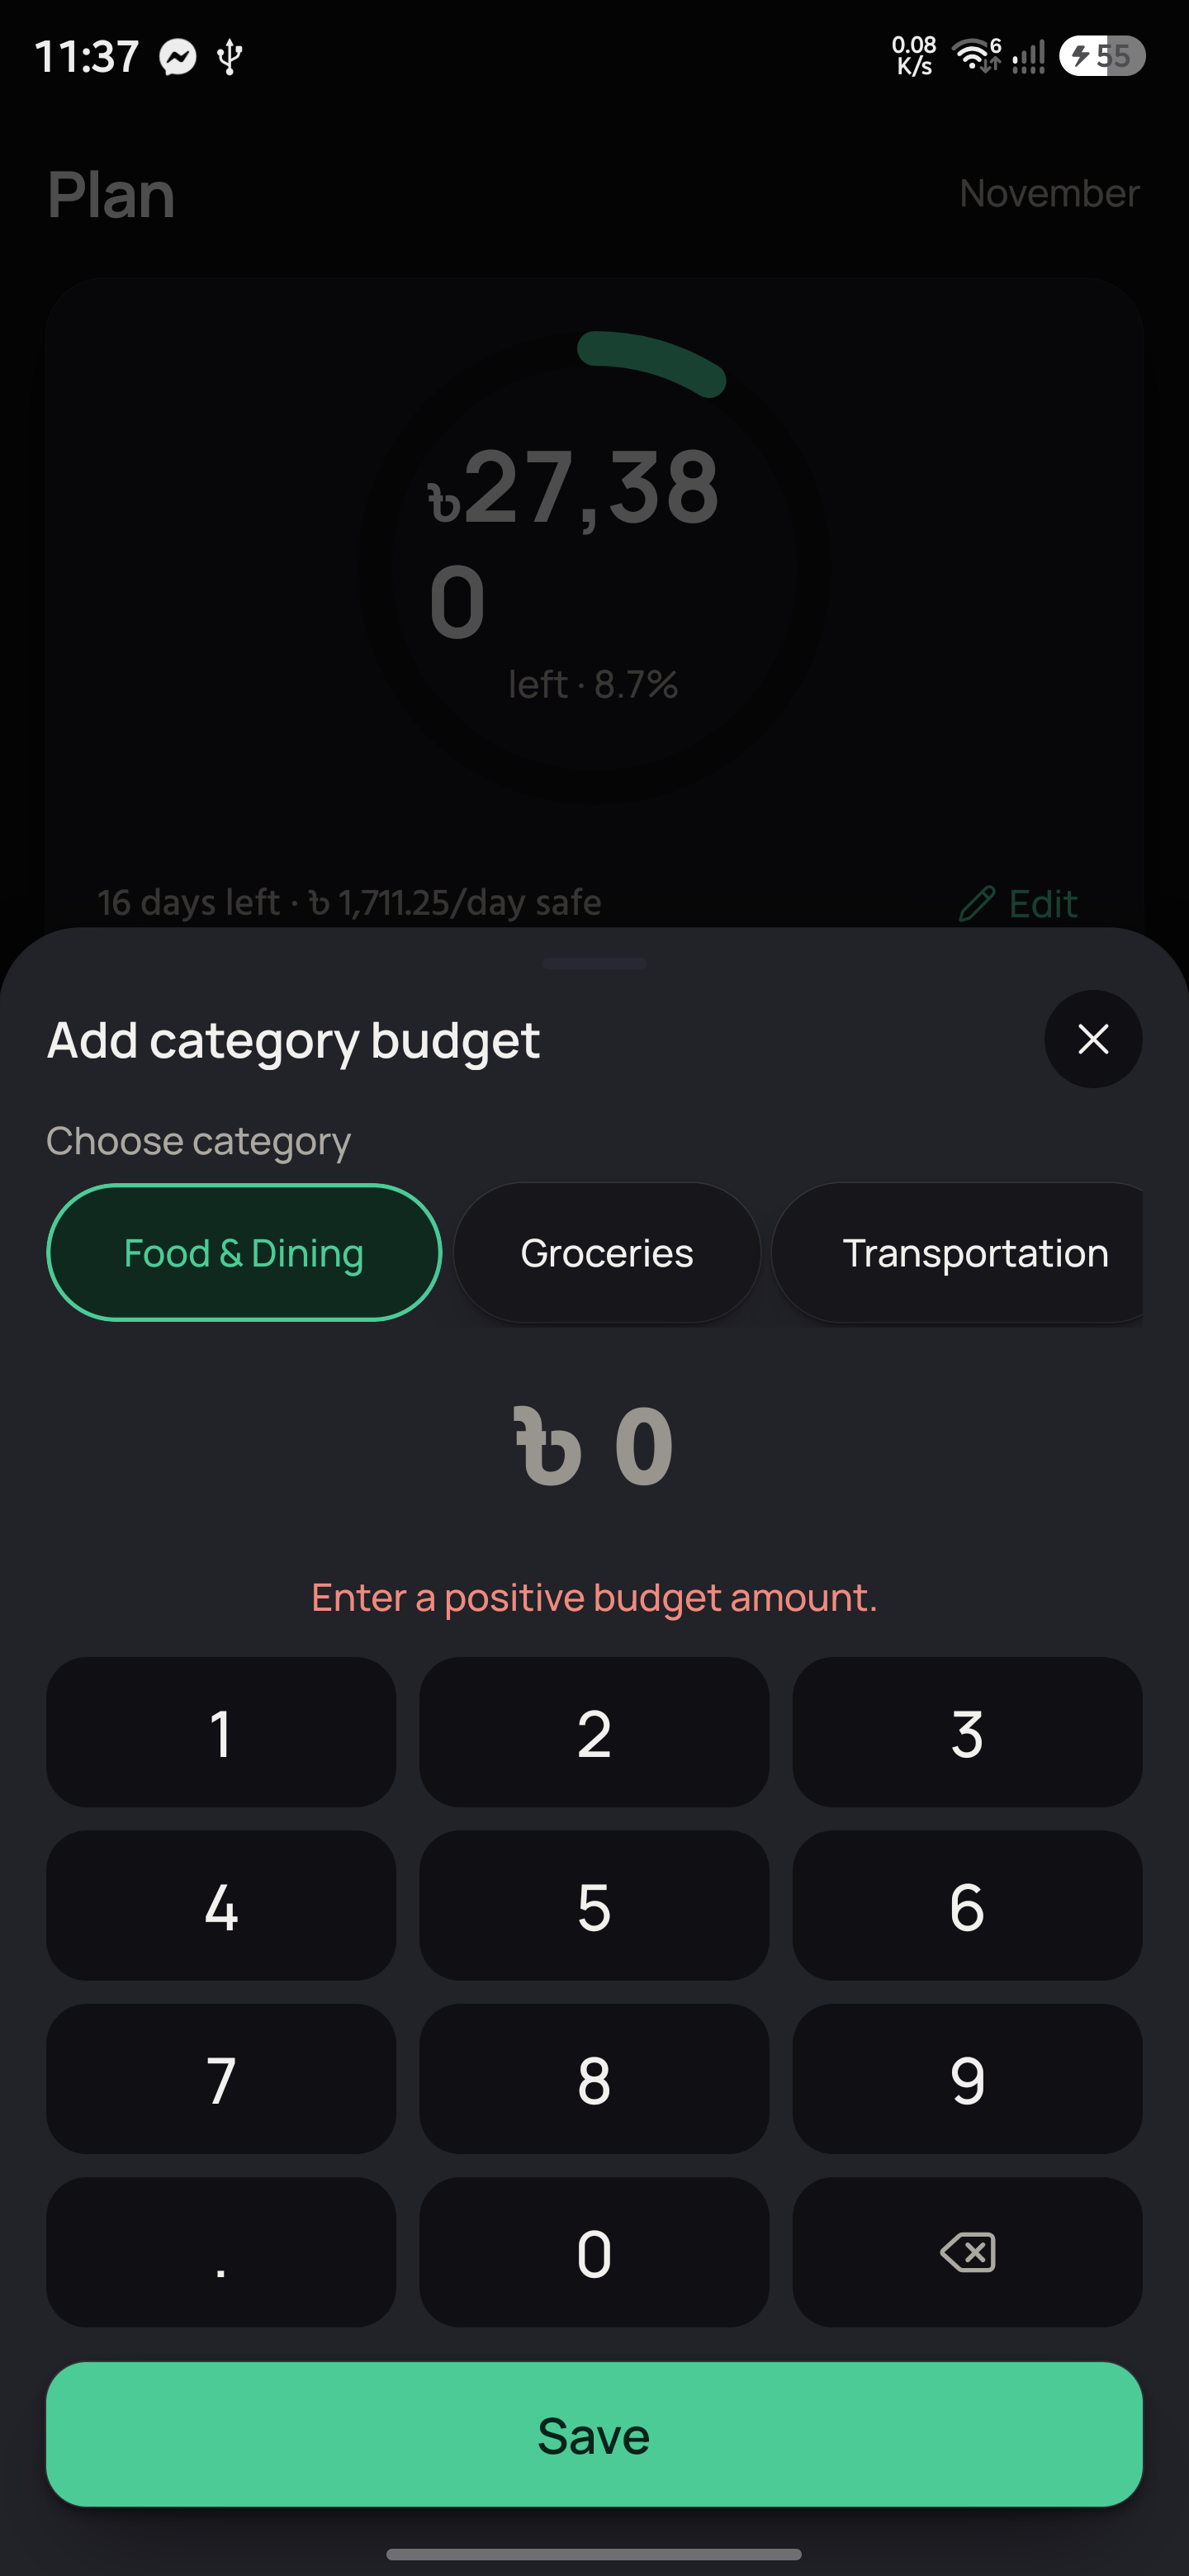 11:37
0.08
K/s
6
55
Plan
November
৳27,38
0
left · 8.7%
16 days left · ৳ 1,711.25/day safe
Edit
Add category budget
Choose category
Food & Dining
Groceries
Transportation
৳ 0
Enter a positive budget amount.
1
2
3
4
5
6
7
8
9
.
0
Save